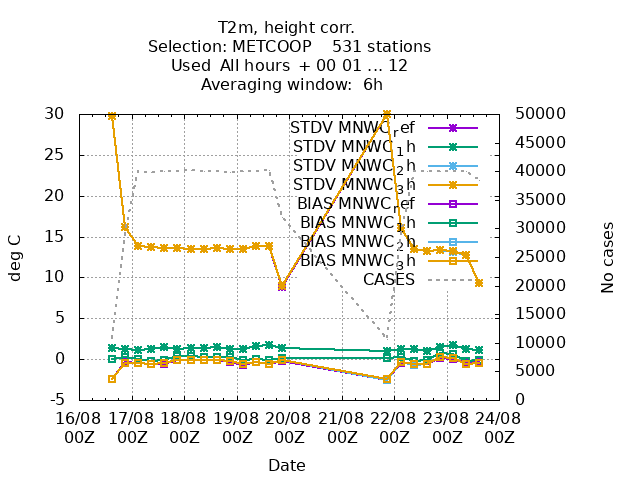 T2m, height corr.
Selection: METCOOP 531 stations
Used All hours + 00 01 ... 12
Averaging window: 6h
30
25
20
15
10
5
0
-5
50000
45000
40000
35000
30000
25000
20000
15000
10000
5000
0
deg C
No cases
STDV MNWC_ref
STDV MNWC_1h
STDV MNWC_2h
STDV MNWC_3h
BIAS MNWC_ref
BIAS MNWC_1h
BIAS MNWC_2h
BIAS MNWC_3h
CASES
16/08 17/08 18/08 19/08 20/08 21/08 22/08 23/08 24/08
00Z 00Z 00Z 00Z 00Z 00Z 00Z 00Z 00Z
Date